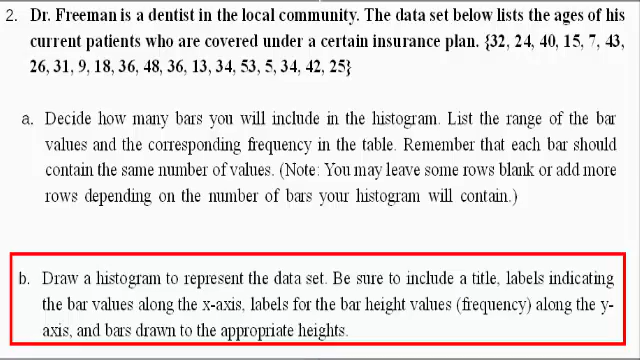 2. Dr. Freeman is a dentist in the local community. The data set below lists the ages of his
current patients who are covered under a certain insurance plan. {32, 24, 40, 15, 7, 43,
26, 31, 9, 18, 36, 48, 36, 13, 34, 53, 5, 34, 42, 25}
a. Decide how many bars you will include in the histogram. List the range of the bar
values and the corresponding frequency in the table. Remember that each bar should
contain the same number of values. (Note: You may leave some rows blank or add more
rows depending on the number of bars your histogram will contain.)
b. Draw a histogram to represent the data set. Be sure to include a title, labels indicating
the bar values along the x-axis, labels for the bar height values (frequency) along the y-
axis, and bars drawn to the appropriate heights.